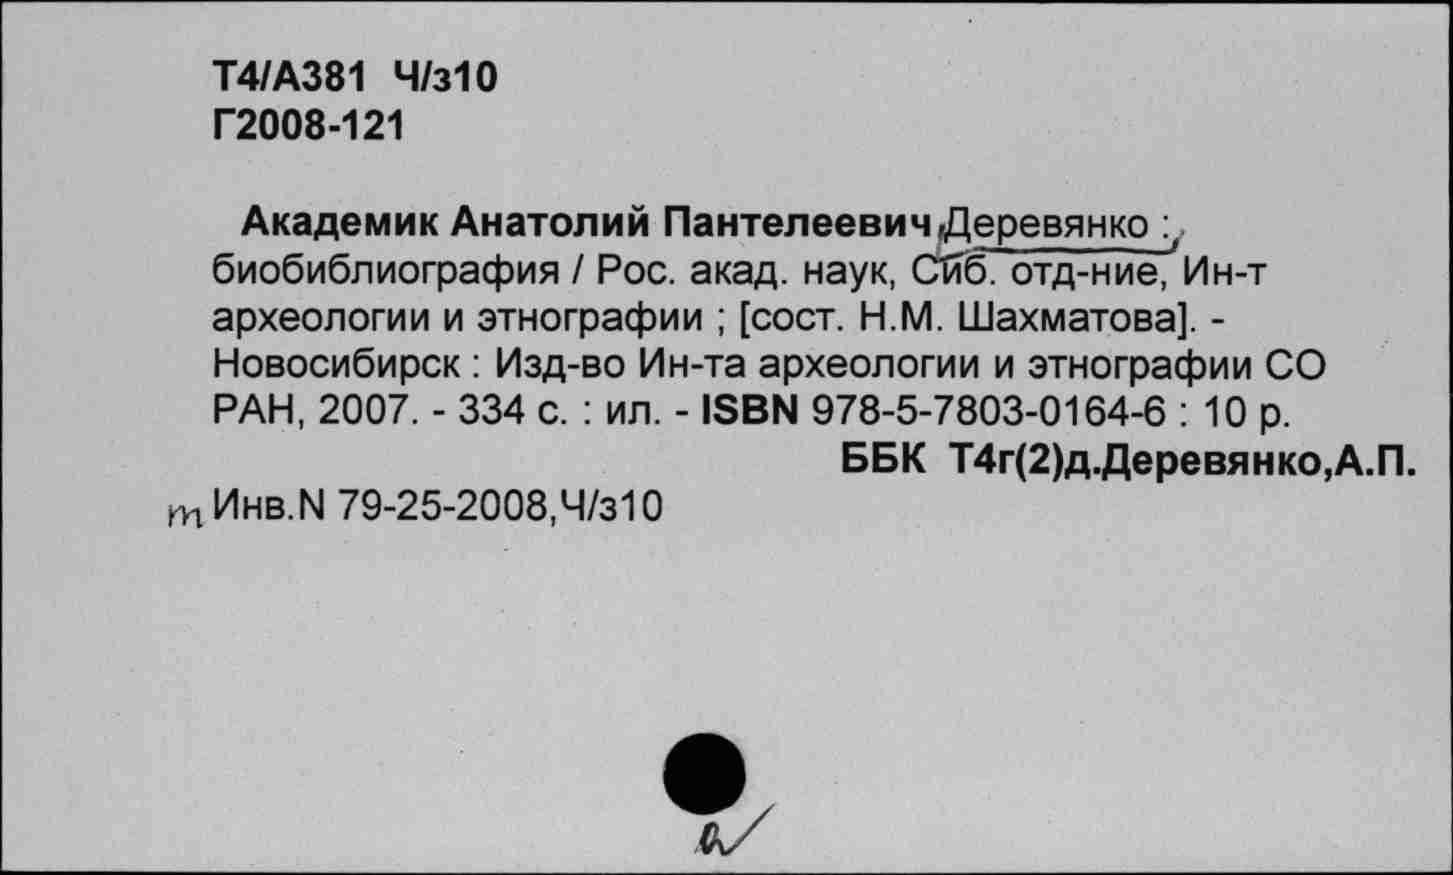 Т4/А381 Ч/з10
Г2008-121
Академик Анатолий Пантелеевич Деревянко :
биобиблиография / Рос. акад. наук, Сиб. отд-ние, Ин-т
археологии и этнографии ; [сост. Н.М. Шахматова]. -
Новосибирск : Изд-во Ин-та археологии и этнографии СО
РАН, 2007. - 334 с. : ил. - ISBN 978-5-7803-0164-6 : 10 р.
ББК Т4г(2)д.Деревянко,А.П.
т Инв.N 79-25-2008,Ч/з10